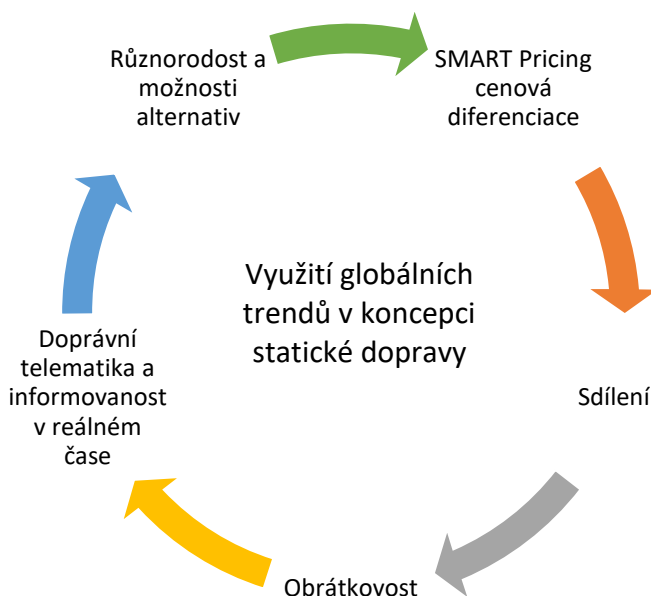 Různorodost a
možnosti
alternativ
SMART Pricing
cenová
diferenciace
Využití globálních
trendů v koncepci
statické dopravy
Doprávní
telematika a
informovanost
v reálném
čase
Sdílení
Obrátkovost